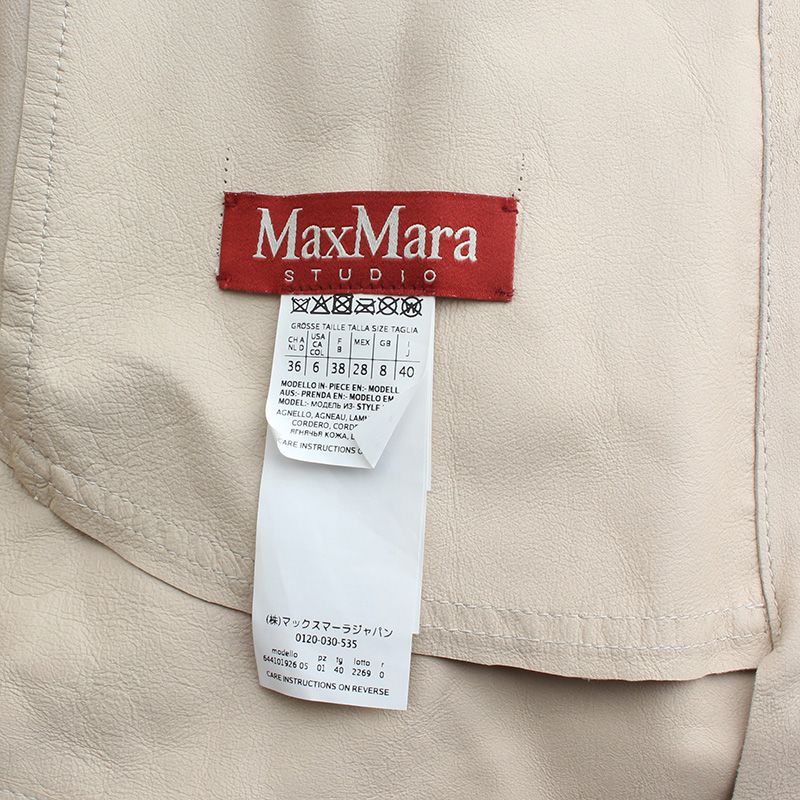 MaxMara
STUDIO
GROSSE TAILLE TALLA SIZE TAGLIA
CH A USA F MEX GB I
NL D CA B J
COL
36 6 38 28 8 40
MODELLO IN- PIECE EN:- MODELL
AUS:- PRENDA EN:- MODELO EM
MODEL:- МОДЕЛЬ ИЗ- STYLE
AGNELLO, AGNEAU, LAM
CORDERO, CORDE
ЯГНЯЧЬЯ КОЖА,
CARE INSTRUCTIONS O
(株)マックスマーラジャパン
0120-030-535
modello pz tg lotto r
644101926 05 01 40 2269 0
CARE INSTRUCTIONS ON REVERSE